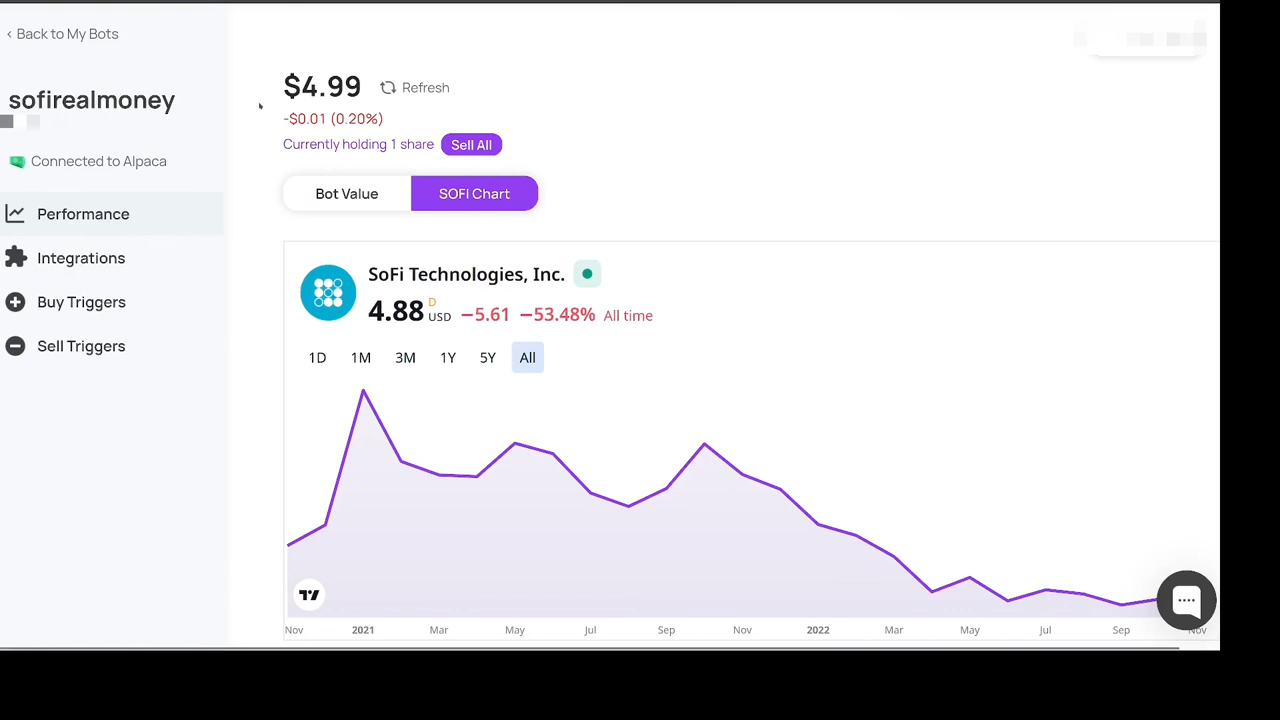 ‹ Back to My Bots
sofirealmoney
Connected to Alpaca
Performance
Integrations
Buy Triggers
Sell Triggers
$4.99 Refresh
-$0.01 (0.20%)
Currently holding 1 share Sell All
Bot Value SOFI Chart
SoFi Technologies, Inc.
4.88 D USD −5.61 −53.48% All time
1D 1M 3M 1Y 5Y All
Nov 2021 Mar May Jul Sep Nov 2022 Mar May Jul Sep Nov